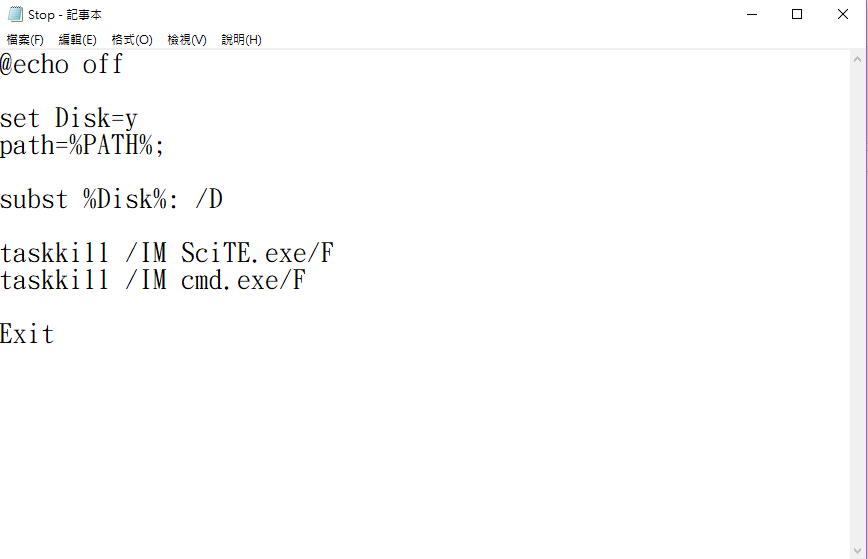 Stop - 記事本
檔案(F) 編輯(E) 格式(O) 檢視(V) 說明(H)
@echo off
set Disk=y
path=%PATH%;
subst %Disk%: /D
taskkill /IM SciTE.exe/F
taskkill /IM cmd.exe/F
Exit